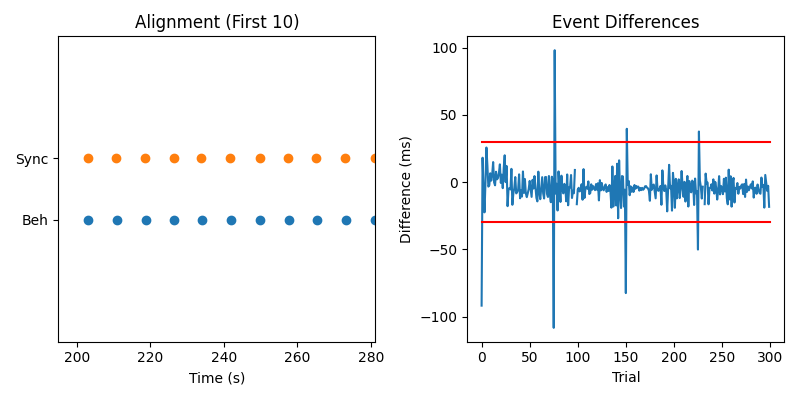 Alignment (First 10)
Sync
Beh
200 220 240 260 280
Time (s)
Event Differences
Difference (ms)
100
50
0
−50
−100
0 50 100 150 200 250 300
Trial